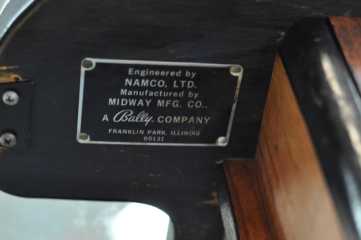 Engineered by
NAMCO, LTD.
Manufactured by
MIDWAY MFG. CO.,
A Bally COMPANY
FRANKLIN PARK, ILLINOIS
60131